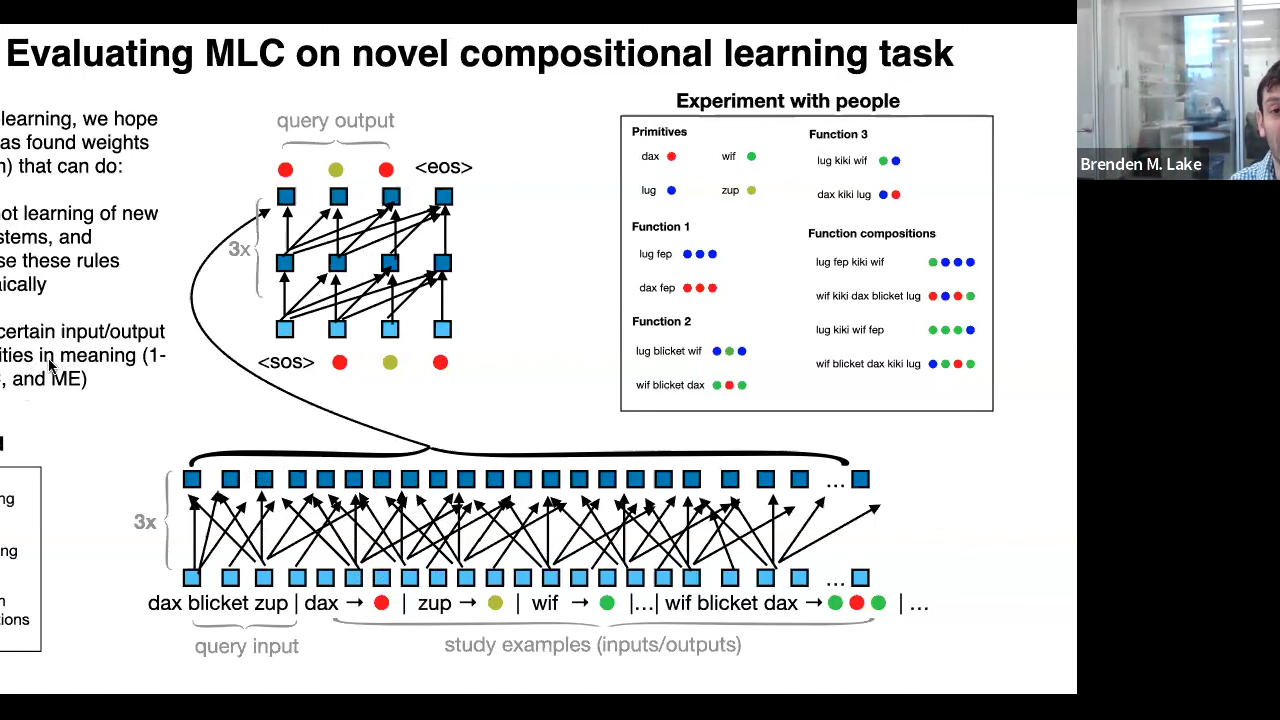 Evaluating MLC on novel compositional learning task
learning, we hope
as found weights
) that can do:
ot learning of new
stems, and
se these rules
ically
certain input/output
ities in meaning (1-
, and ME)
ng
ng
tions
query output
<eos>
3x
<sos>
Experiment with people
Primitives
dax
wif
lug
zup
Function 1
lug fep
dax fep
Function 2
lug blicket wif
wif blicket dax
Function 3
lug kiki wif
dax kiki lug
Function compositions
lug fep kiki wif
wif kiki dax blicket lug
lug kiki wif fep
wif blicket dax kiki lug
Brenden M. Lake
3x
...
...
dax blicket zup | dax → | zup → | wif → |...| wif blicket dax → | ...
query input
study examples (inputs/outputs)